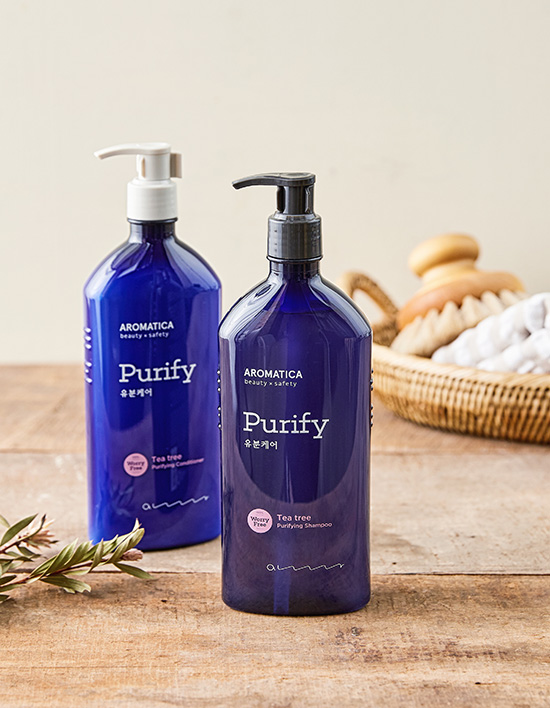 AROMATICA
beauty × safety
Purify
유분케어
Worry
Free
Tea tree
Purifying Conditioner
AROMATICA
beauty × safety
Purify
유분케어
Worry
Free
Tea tree
Purifying Shampoo